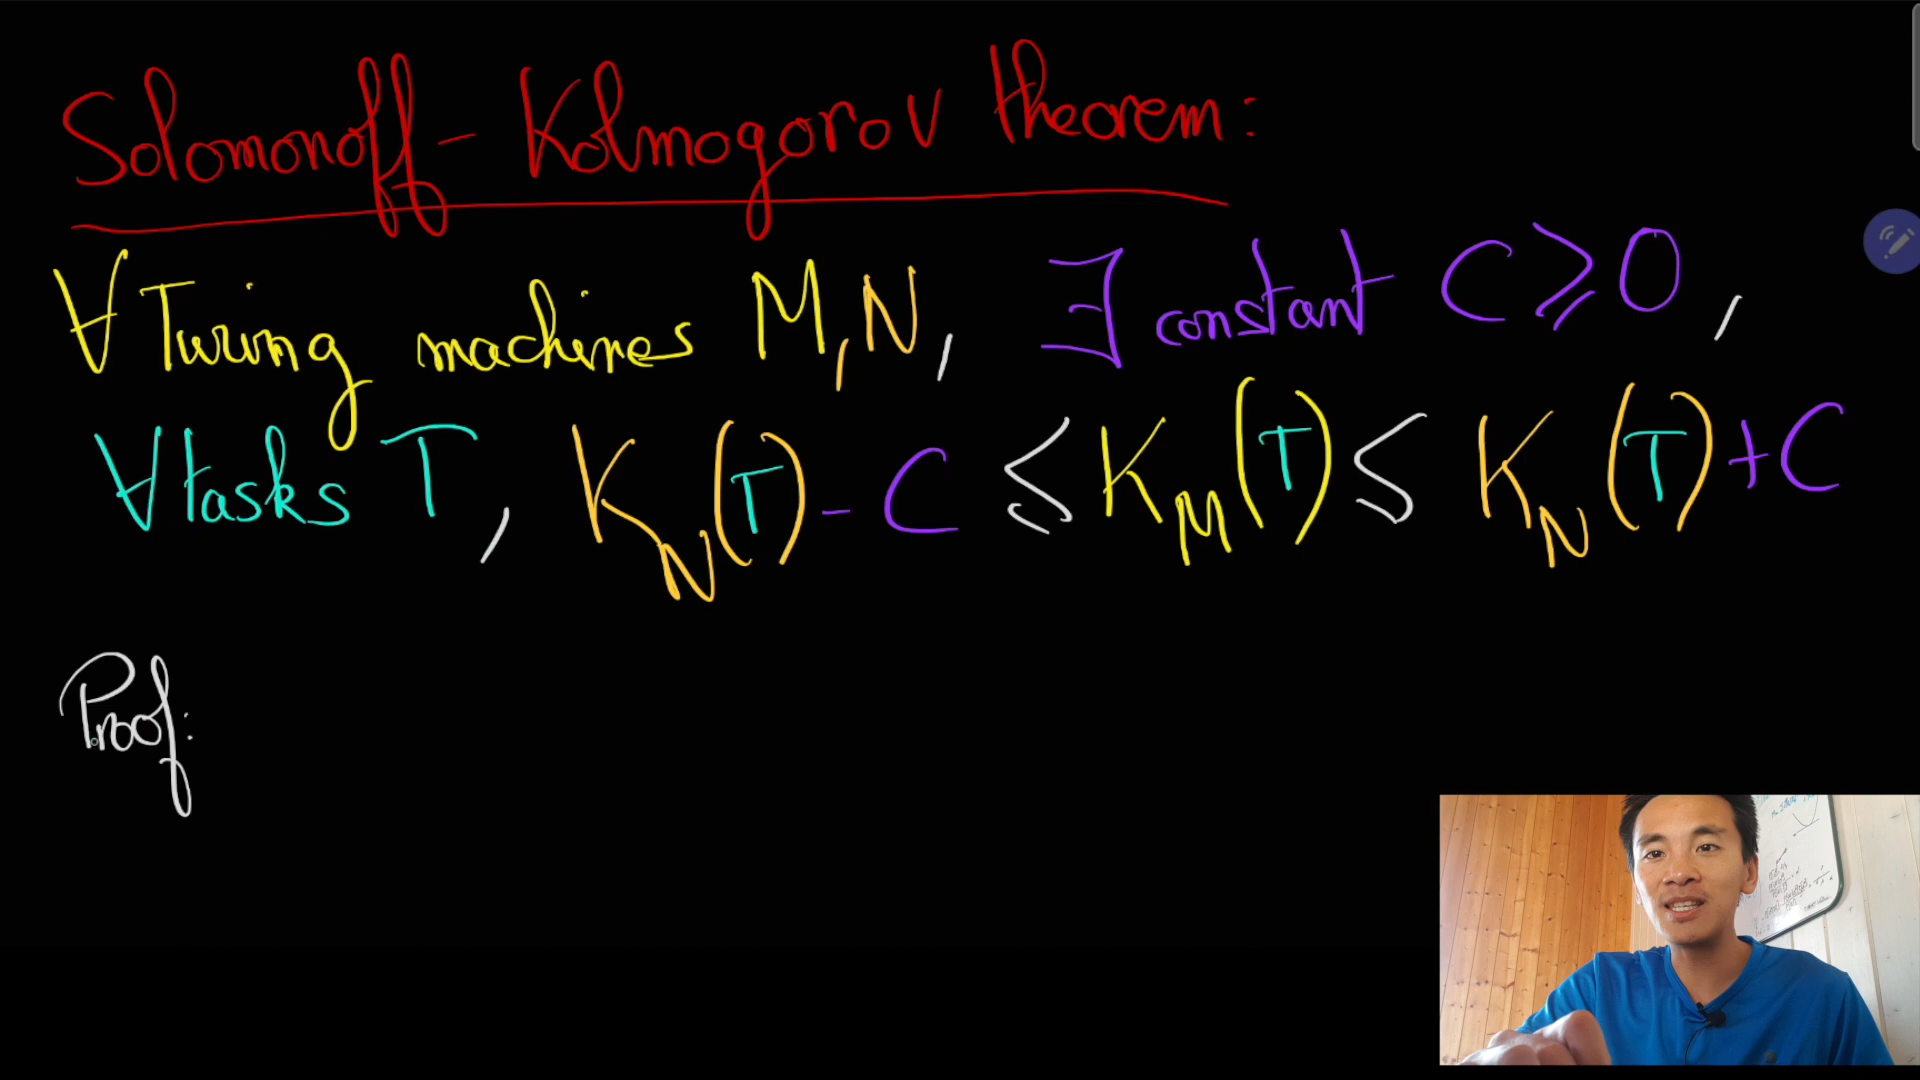 Solomonoff - Kolmogorov theorem:
∀ Turing machines M, N, ∃ constant C ⩾ 0,
∀ tasks T, K_N(T) - C ≤ K_M(T) ≤ K_N(T) + C
Proof: